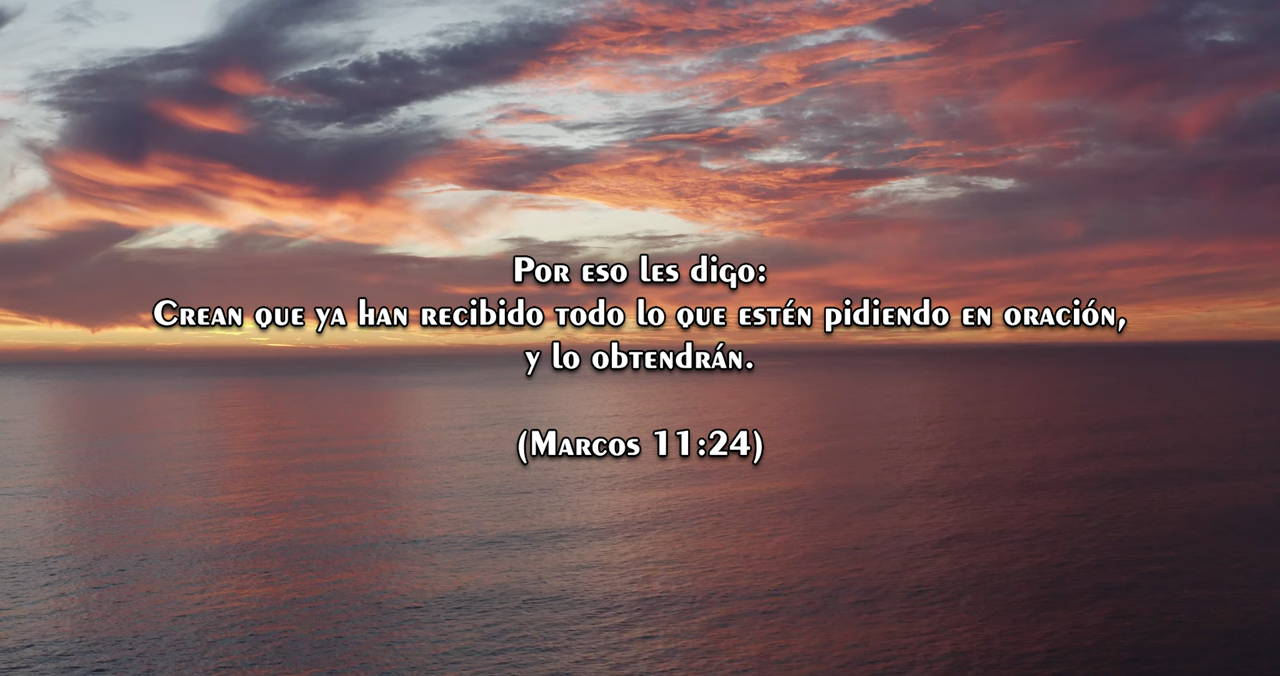 Por eso les digo:
Crean que ya han recibido todo lo que estén pidiendo en oración,
y lo obtendrán.
(Marcos 11:24)